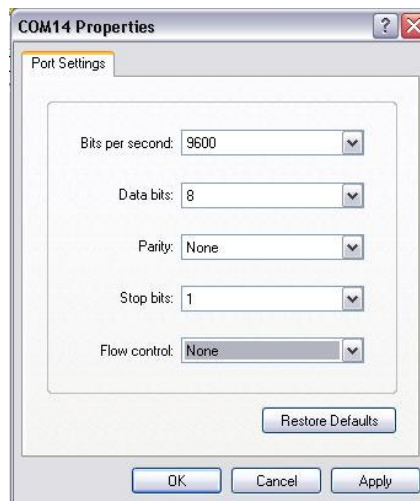 COM14 Properties
Port Settings
Bits per second: 9600
Data bits: 8
Parity: None
Stop bits: 1
Flow control: None
Restore Defaults
OK Cancel Apply